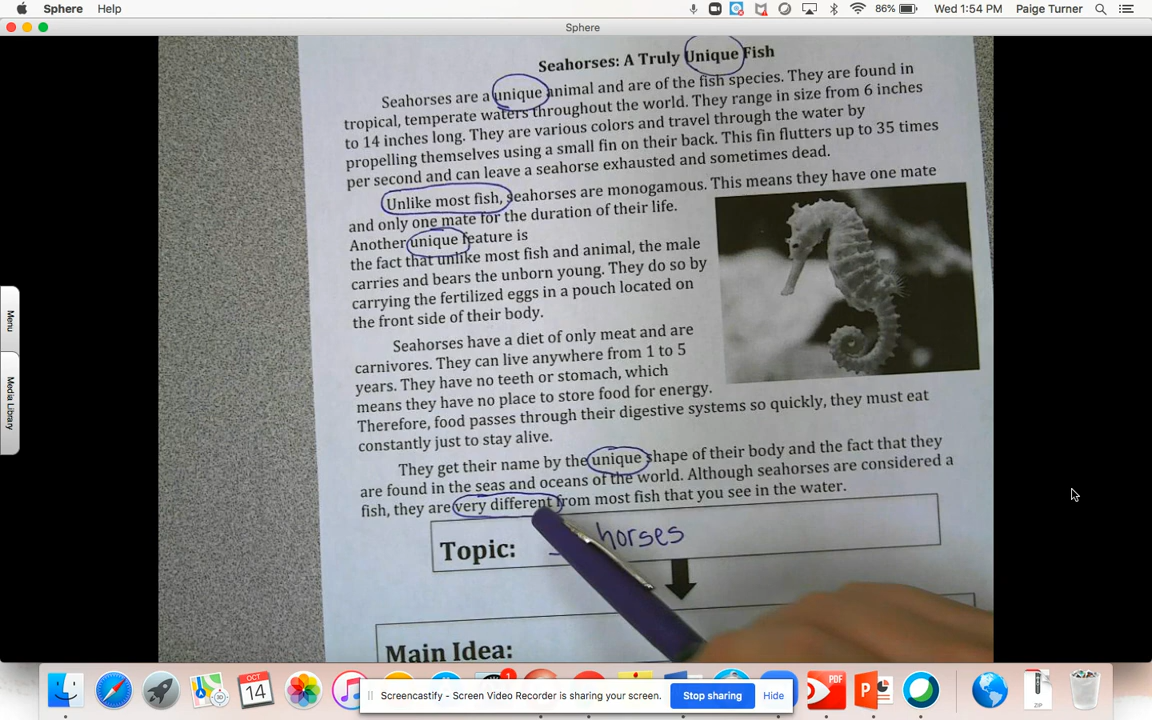 Sphere Help 86% Wed 1:54 PM Paige Turner
Sphere
Seahorses: A Truly Unique Fish
Seahorses are a unique animal and are of the fish species. They are found in
tropical, temperate waters throughout the world. They range in size from 6 inches
to 14 inches long. They are various colors and travel through the water by
propelling themselves using a small fin on their back. This fin flutters up to 35 times
per second and can leave a seahorse exhausted and sometimes dead.
Unlike most fish, seahorses are monogamous. This means they have one mate
and only one mate for the duration of their life.
Another unique feature is
the fact that unlike most fish and animal, the male
carries and bears the unborn young. They do so by
carrying the fertilized eggs in a pouch located on
the front side of their body.
Seahorses have a diet of only meat and are
carnivores. They can live anywhere from 1 to 5
years. They have no teeth or stomach, which
means they have no place to store food for energy.
Therefore, food passes through their digestive systems so quickly, they must eat
constantly just to stay alive.
They get their name by the unique shape of their body and the fact that they
are found in the seas and oceans of the world. Although seahorses are considered a
fish, they are very different from most fish that you see in the water.
Topic: horses
Main Idea:
Menu
Media Library
OCT
14
1
Screencastify - Screen Video Recorder is sharing your screen. Stop sharing Hide
PDF
P
ZIP